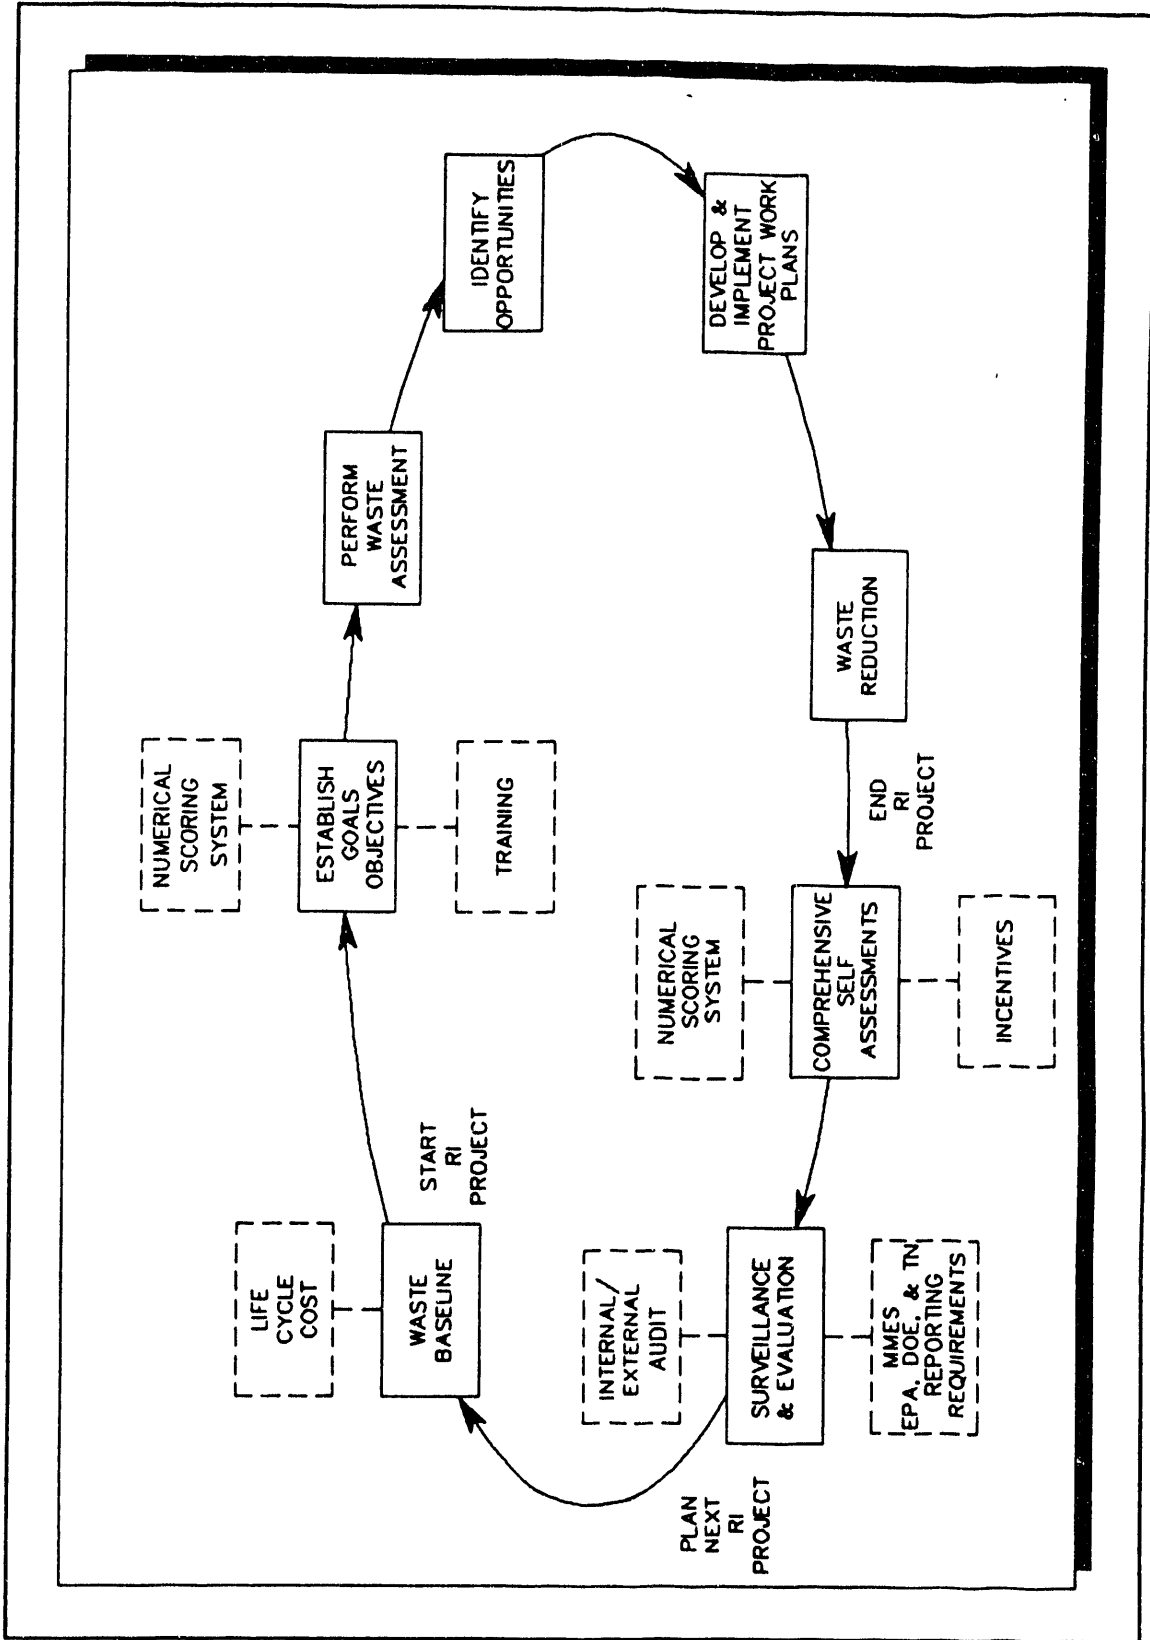 LIFE
CYCLE
COST
WASTE
BASELINE
START
RI
PROJECT
NUMERICAL
SCORING
SYSTEM
ESTABLISH
GOALS
OBJECTIVES
TRAINING
PERFORM
WASTE
ASSESSMENT
IDENTIFY
OPPORTUNITIES
DEVELOP &
IMPLEMENT
PROJECT WORK
PLANS
WASTE
REDUCTION
END
RI
PROJECT
NUMERICAL
SCORING
SYSTEM
COMPREHENSIVE
SELF
ASSESSMENTS
INCENTIVES
INTERNAL/
EXTERNAL
AUDIT
SURVEILLANCE
& EVALUATION
MMES
EPA, DOE, & TN
REPORTING
REQUIREMENTS
PLAN
NEXT
RI
PROJECT